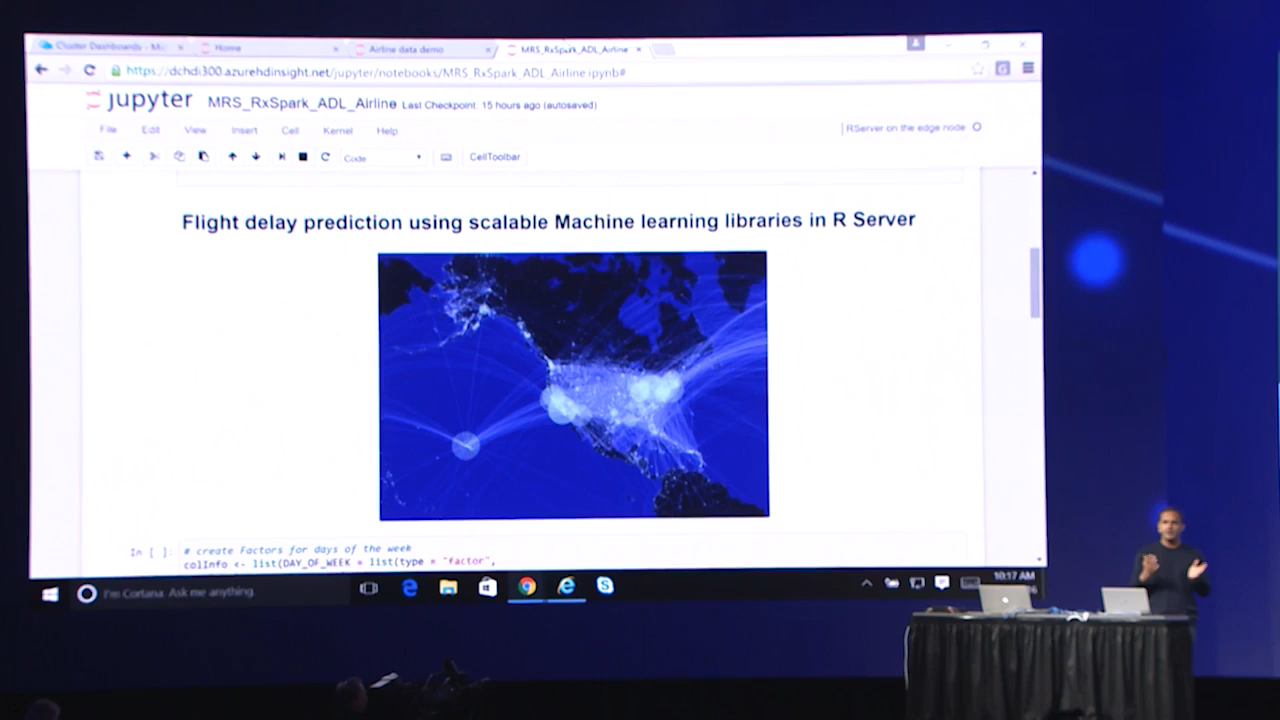 Cluster Dashboards - M
Home
Airline data demo
MRS_RxSpark_ADL_Airline
https://dchdi300.azurehdinsight.net/jupyter/notebooks/MRS_RxSpark_ADL_Airline.ipynb#
jupyter MRS_RxSpark_ADL_Airline Last Checkpoint: 15 hours ago (autosaved)
File Edit View Insert Cell Kernel Help
RServer on the edge node
Code
CellToolbar
Flight delay prediction using scalable Machine learning libraries in R Server
In [ ]: # create Factors for days of the week
colInfo <- list(DAY_OF_WEEK = list(type = "factor",
I'm Cortana. Ask me anything.
10:17 AM